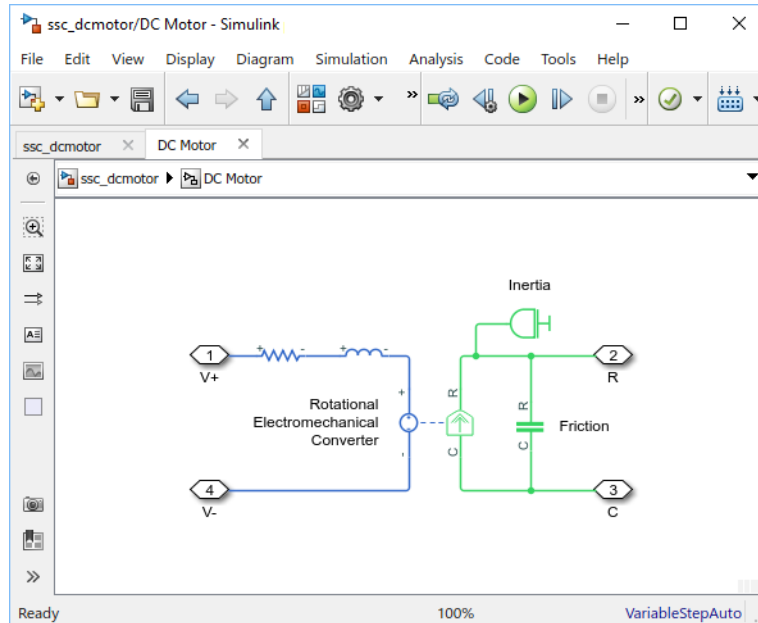 ssc_dcmotor/DC Motor - Simulink
File Edit View Display Diagram Simulation Analysis Code Tools Help
» »
ssc_dcmotor × DC Motor ×
ssc_dcmotor DC Motor
Inertia
+ - + -
1 2
V+ R
+ R R
Rotational
Electromechanical
Converter
Friction
- C C
4 3
V- C
»
Ready 100% VariableStepAuto